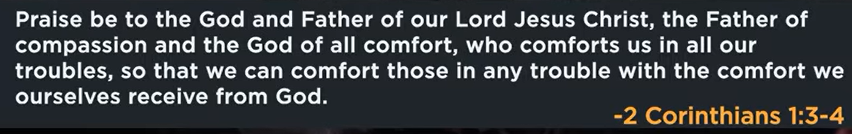 Praise be to the God and Father of our Lord Jesus Christ, the Father of
compassion and the God of all comfort, who comforts us in all our
troubles, so that we can comfort those in any trouble with the comfort we
ourselves receive from God.
-2 Corinthians 1:3-4